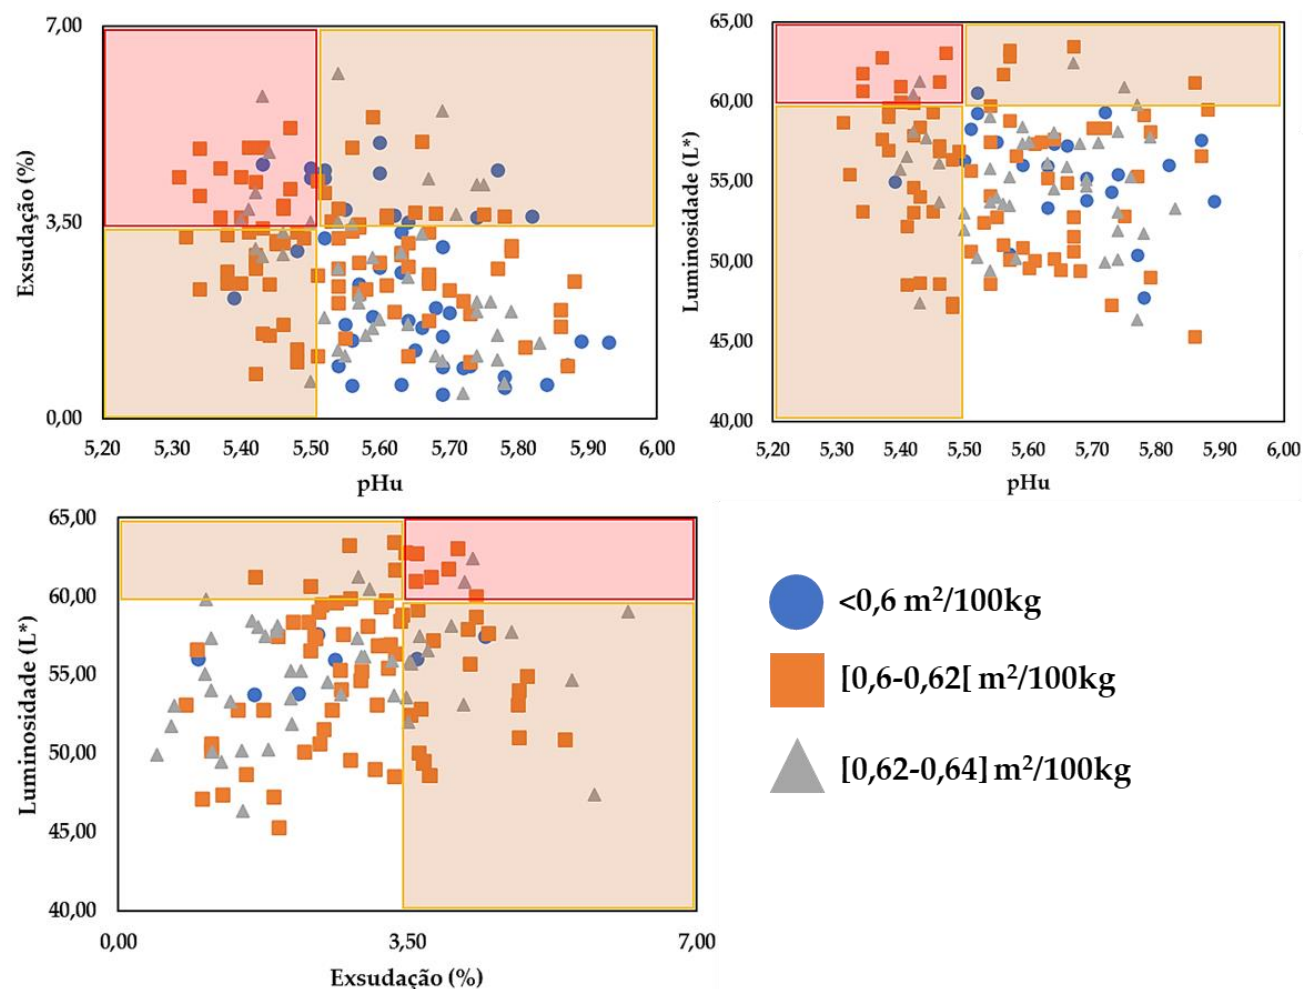 7,00
3,50
0,00
Exsudação (%)
5,20 5,30 5,40 5,50 5,60 5,70 5,80 5,90 6,00
pHu
65,00
60,00
55,00
50,00
45,00
40,00
Luminosidade (L*)
5,20 5,30 5,40 5,50 5,60 5,70 5,80 5,90 6,00
pHu
65,00
60,00
55,00
50,00
45,00
40,00
Luminosidade (L*)
0,00 3,50 7,00
Exsudação (%)
<0,6 m²/100kg
[0,6-0,62[ m²/100kg
[0,62-0,64] m²/100kg